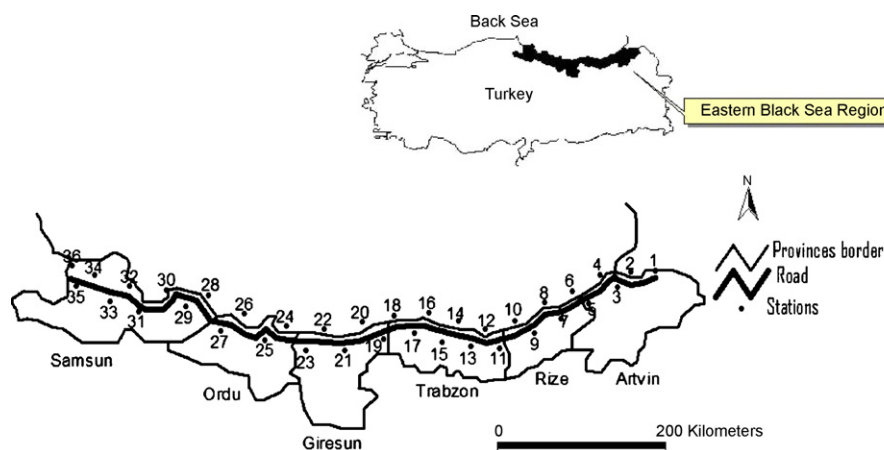 Back Sea
Turkey
Eastern Black Sea Region
N
Provinces border
Road
Stations
36
34
35
33
32
31
30
29
28
27
26
25
24
23
22
21
20
19
18
17
16
15
14
13
12
11
10
9
8
7
6
5
4
3
2
1
Samsun
Ordu
Giresun
Trabzon
Rize
Artvin
0 200 Kilometers